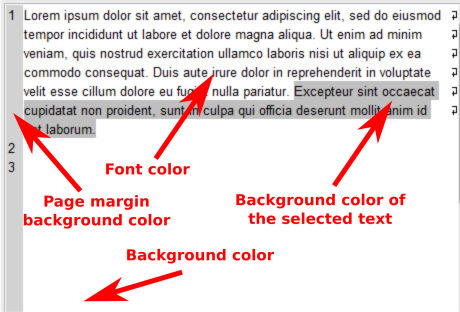 1 Lorem ipsum dolor sit amet, consectetur adipiscing elit, sed do eiusmod
tempor incididunt ut labore et dolore magna aliqua. Ut enim ad minim
veniam, quis nostrud exercitation ullamco laboris nisi ut aliquip ex ea
commodo consequat. Duis aute irure dolor in reprehenderit in voluptate
velit esse cillum dolore eu nulla pariatur. Excepteur sint occaecat
cupidatat non proident, sunt in culpa qui officia deserunt mollit anim id
laborum.
2
3
Font color
Page margin
background color
Background color of
the selected text
Background color